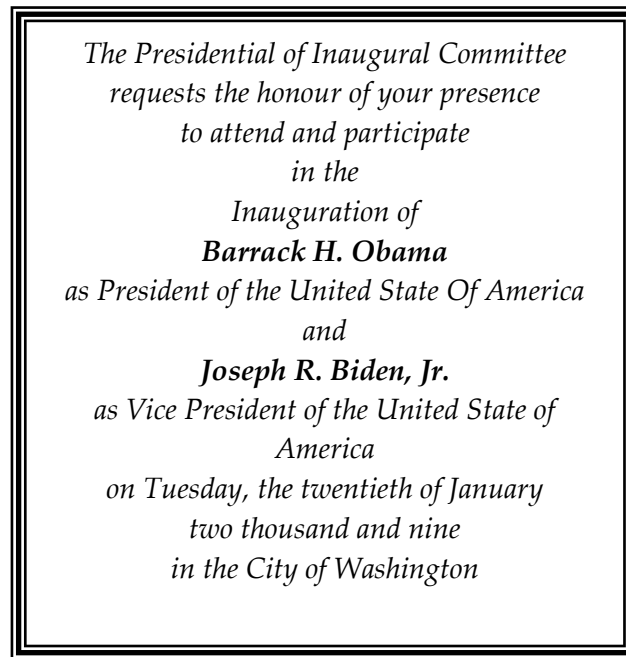 The Presidential of Inaugural Committee
requests the honour of your presence
to attend and participate
in the
Inauguration of
Barrack H. Obama
as President of the United State Of America
and
Joseph R. Biden, Jr.
as Vice President of the United State of
America
on Tuesday, the twentieth of January
two thousand and nine
in the City of Washington